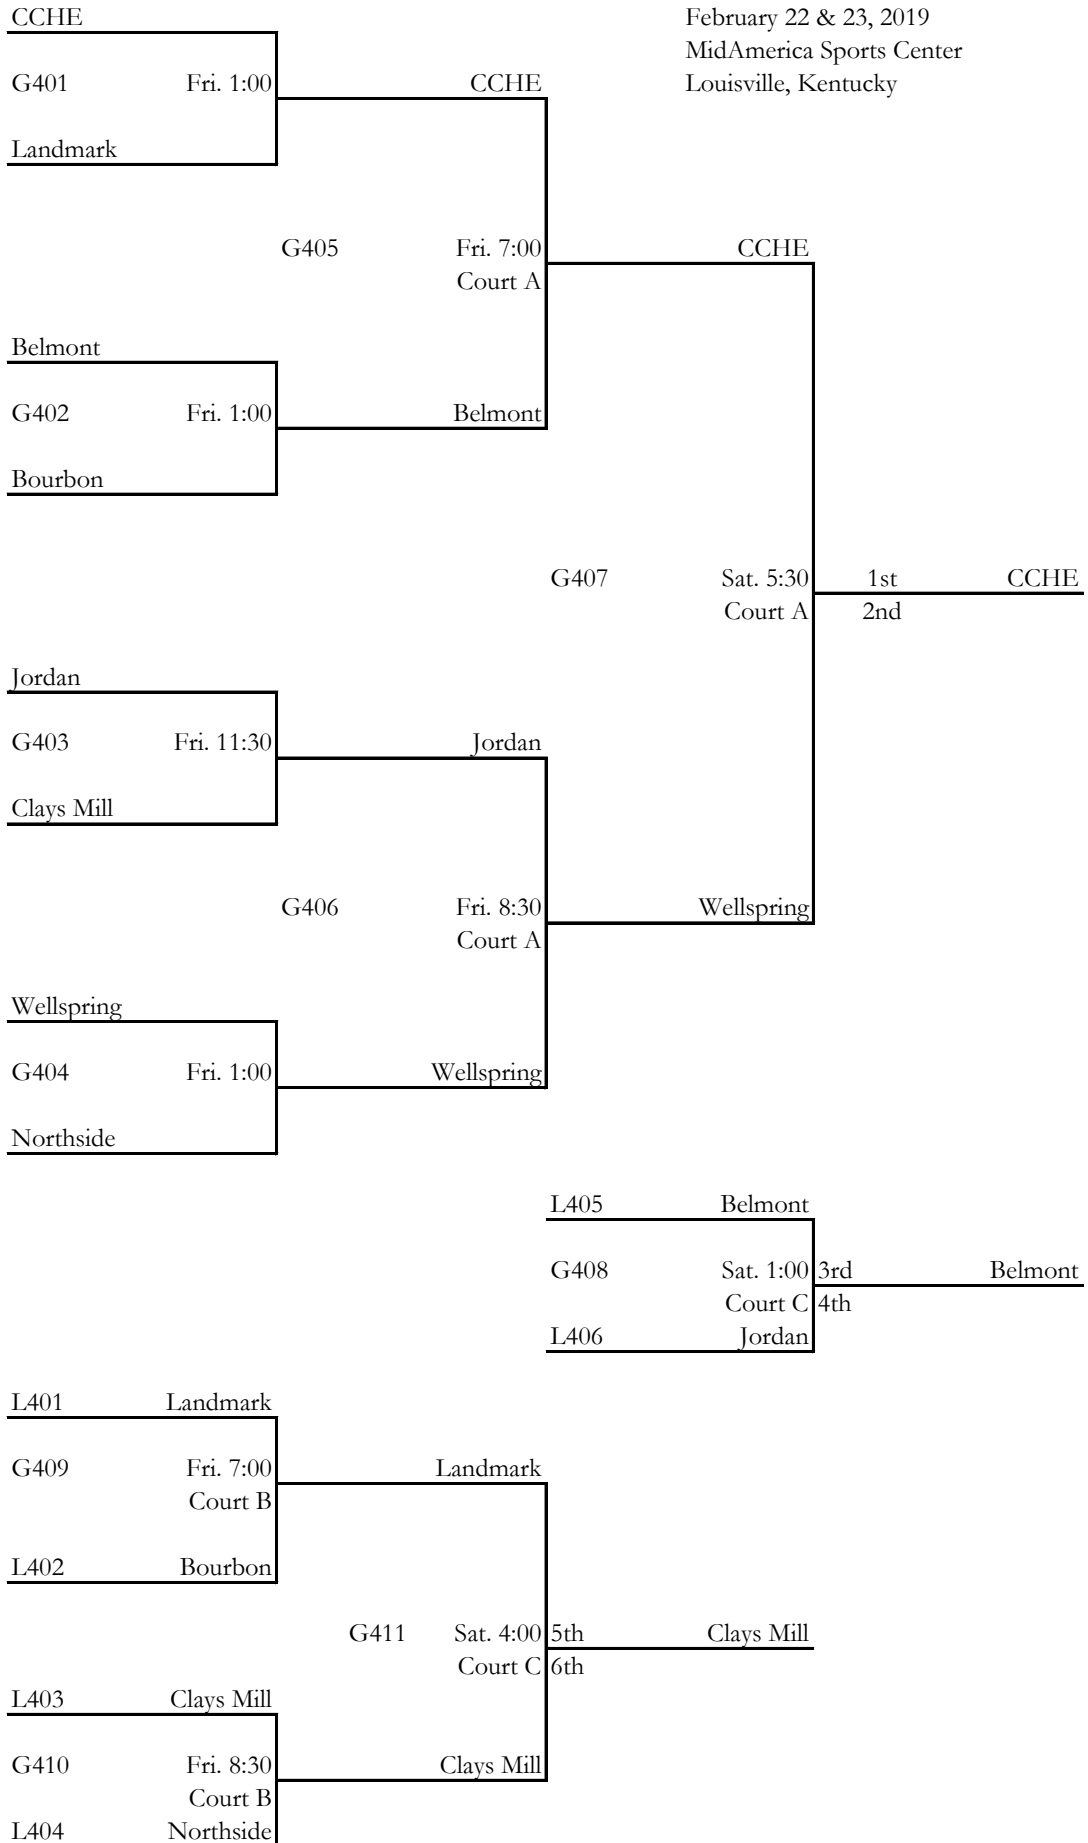 CCHE February 22 & 23, 2019
MidAmerica Sports Center
G401 Fri. 1:00 CCHE Louisville, Kentucky
Landmark
G405 Fri. 7:00 CCHE
Court A
Belmont
G402 Fri. 1:00 Belmont
Bourbon
G407 Sat. 5:30 1st CCHE
Court A 2nd
Jordan
G403 Fri. 11:30 Jordan
Clays Mill
G406 Fri. 8:30 Wellspring
Court A
Wellspring
G404 Fri. 1:00 Wellspring
Northside
L405 Belmont
G408 Sat. 1:00 3rd Belmont
Court C 4th
L406 Jordan
L401 Landmark
G409 Fri. 7:00 Landmark
Court B
L402 Bourbon
G411 Sat. 4:00 5th Clays Mill
Court C 6th
L403 Clays Mill
G410 Fri. 8:30 Clays Mill
Court B
L404 Northside